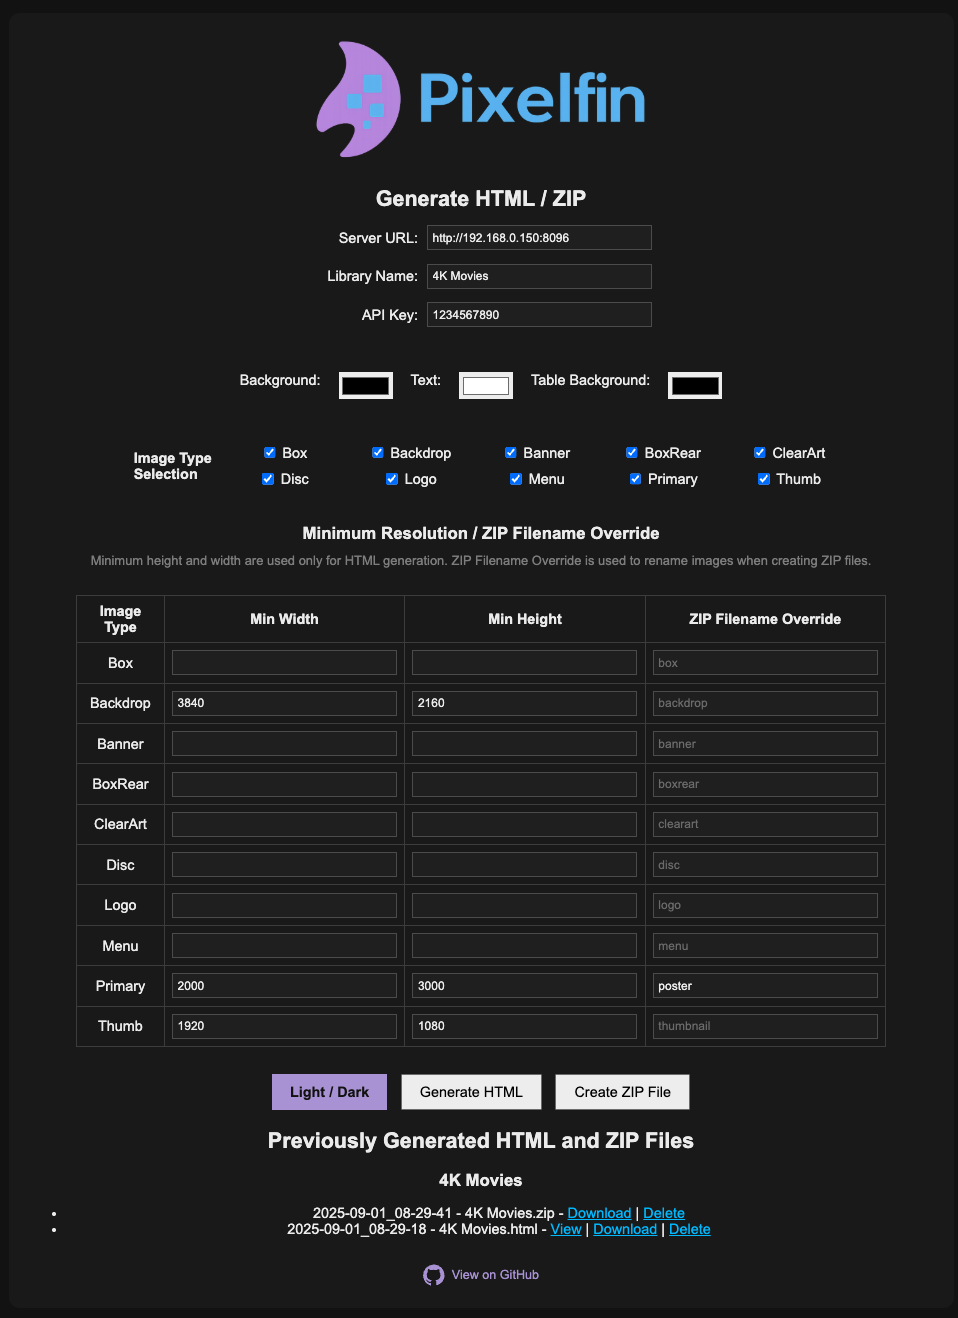 Pixelfin
Generate HTML / ZIP
Server URL: http://192.168.0.150:8096
Library Name: 4K Movies
API Key: 1234567890
Background: Text: Table Background:
Image Type Selection
Box Backdrop Banner BoxRear ClearArt
Disc Logo Menu Primary Thumb
Minimum Resolution / ZIP Filename Override
Minimum height and width are used only for HTML generation. ZIP Filename Override is used to rename images when creating ZIP files.
Image Type Min Width Min Height ZIP Filename Override
Box box
Backdrop 3840 2160 backdrop
Banner banner
BoxRear boxrear
ClearArt clearart
Disc disc
Logo logo
Menu menu
Primary 2000 3000 poster
Thumb 1920 1080 thumbnail
Light / Dark Generate HTML Create ZIP File
Previously Generated HTML and ZIP Files
4K Movies
2025-09-01_08-29-41 - 4K Movies.zip - Download | Delete
2025-09-01_08-29-18 - 4K Movies.html - View | Download | Delete
View on GitHub